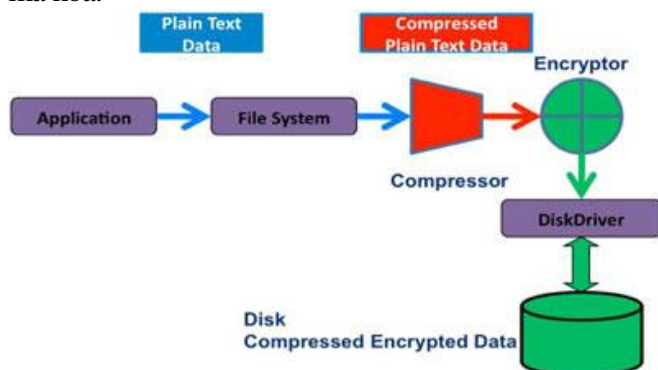 Plain Text
Data
Compressed
Plain Text Data
Encryptor
Application
File System
Compressor
DiskDriver
Disk
Compressed Encrypted Data